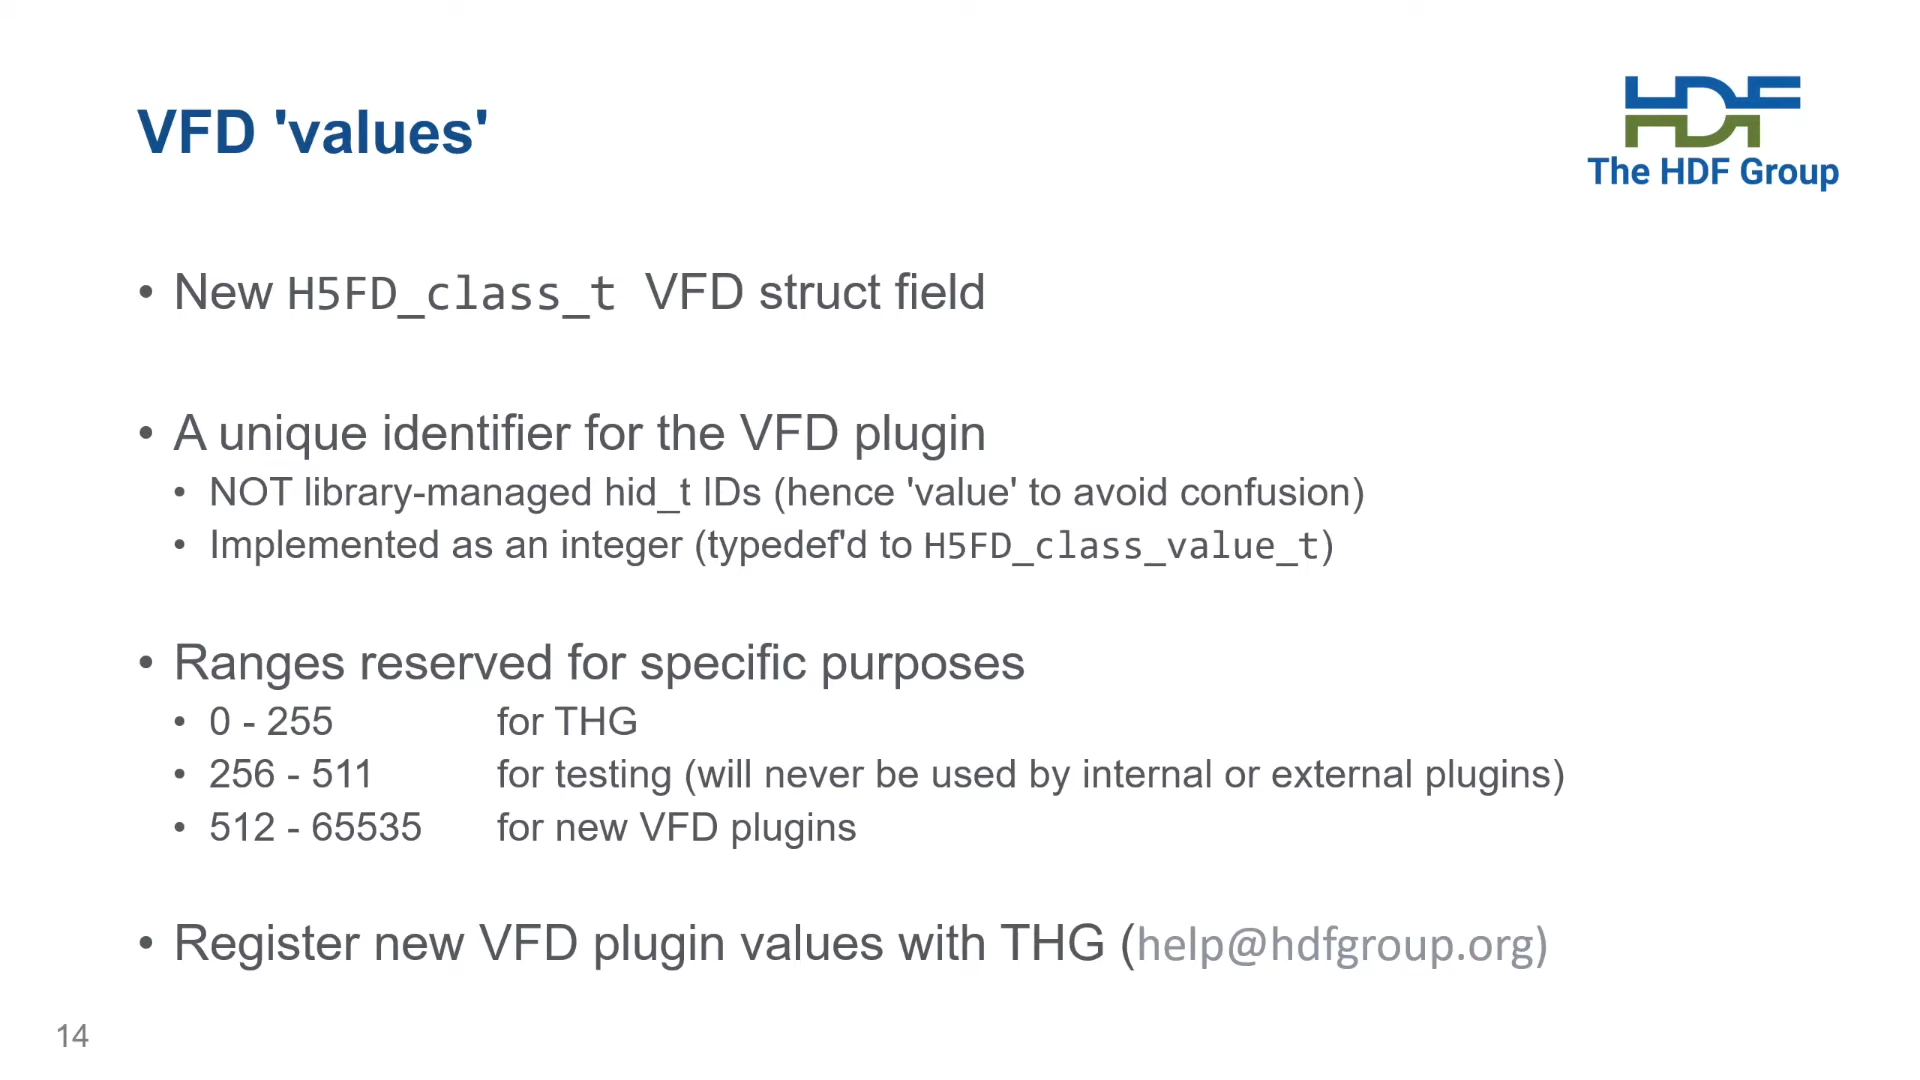 VFD 'values'
HDF
The HDF Group
• New H5FD_class_t VFD struct field
• A unique identifier for the VFD plugin
• NOT library-managed hid_t IDs (hence 'value' to avoid confusion)
• Implemented as an integer (typedef'd to H5FD_class_value_t)
• Ranges reserved for specific purposes
• 0 - 255 for THG
• 256 - 511 for testing (will never be used by internal or external plugins)
• 512 - 65535 for new VFD plugins
• Register new VFD plugin values with THG (help@hdfgroup.org)
14